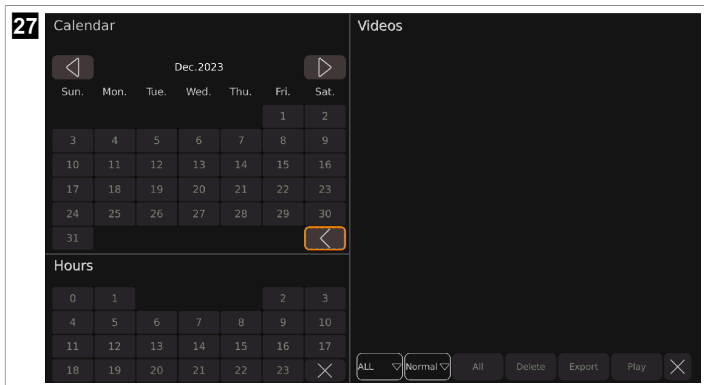 27
Calendar
Dec.2023
Sun. Mon. Tue. Wed. Thu. Fri. Sat.
1 2
3 4 5 6 7 8 9
10 11 12 13 14 15 16
17 18 19 20 21 22 23
24 25 26 27 28 29 30
31
Hours
0 1 2 3
4 5 6 7 8 9 10
11 12 13 14 15 16 17
18 19 20 21 22 23
Videos
ALL Normal All Delete Export Play